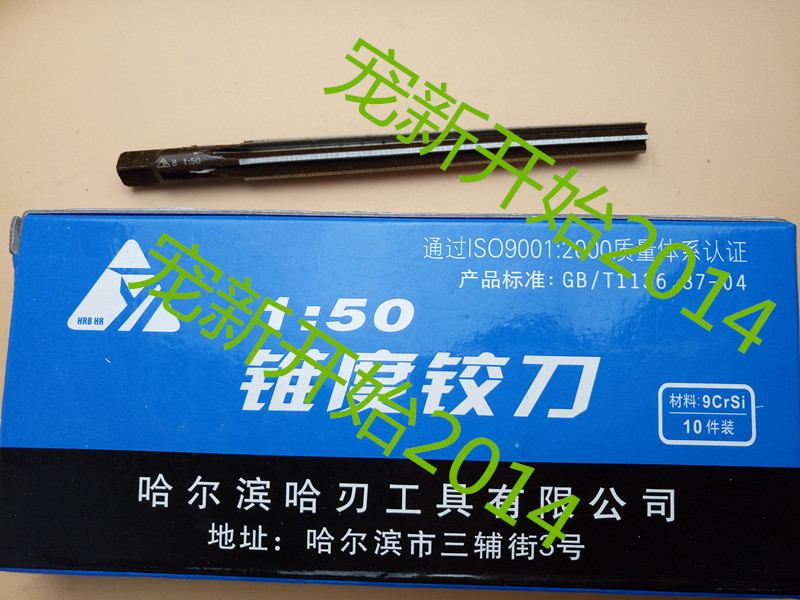 宠新开始2014
8 1:50
通过ISO9001:2000质量体系认证
产品标准: GB/T1136
37-04
HRB HR
1:50
锥度铰刀
宠新开始2014
材料: 9CrSi
10件装
哈尔滨哈刃工具有限公司
地址: 哈尔滨市三辅街3号